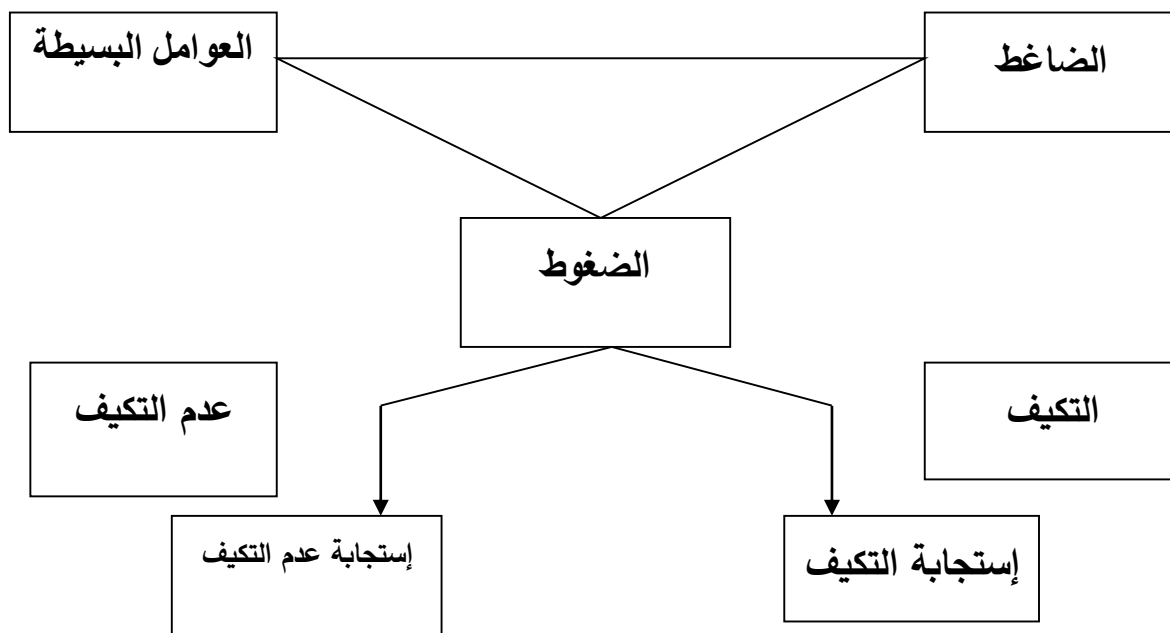 الضاغط
العوامل البسيطة
الضغوط
التكيف
عدم التكيف
إستجابة التكيف
إستجابة عدم التكيف